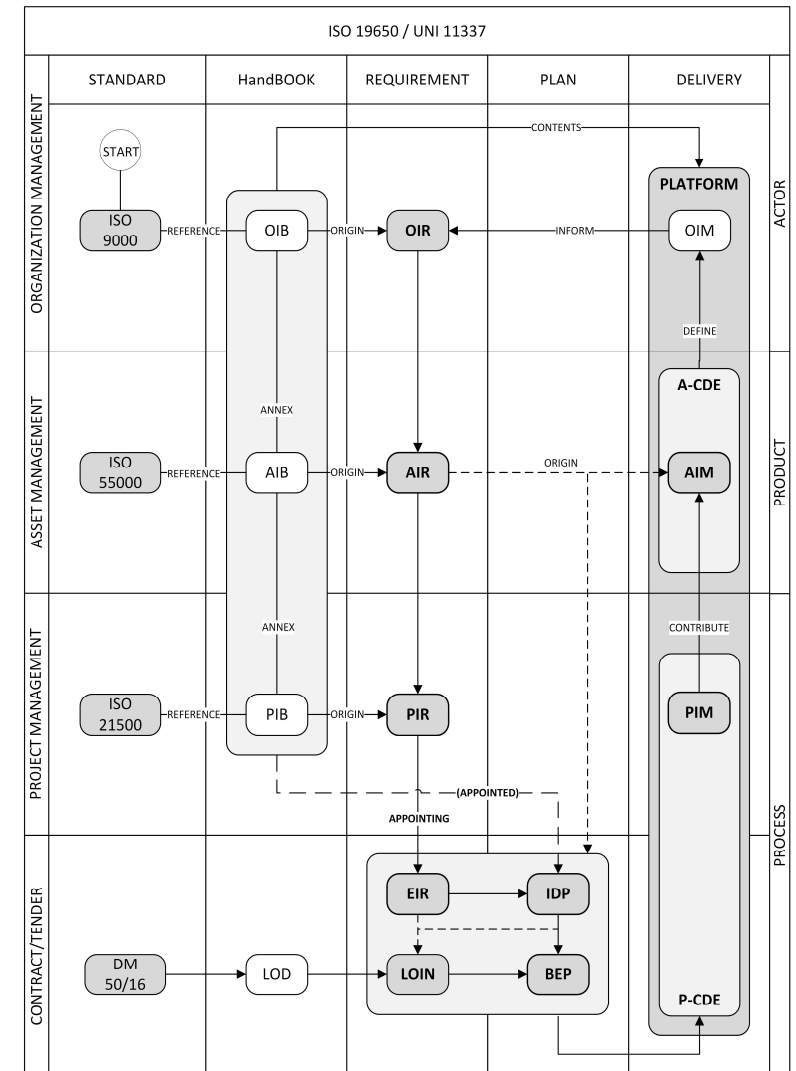 ISO 19650 / UNI 11337
STANDARD
HandBOOK
REQUIREMENT
PLAN
DELIVERY
ORGANIZATION MANAGEMENT
ACTOR
START
CONTENTS
PLATFORM
ISO
9000
REFERENCE
OIB
ORIGIN
OIR
INFORM
OIM
DEFINE
ASSET MANAGEMENT
PRODUCT
A-CDE
ANNEX
ISO
55000
REFERENCE
AIB
ORIGIN
AIR
ORIGIN
AIM
PROJECT MANAGEMENT
PROCESS
ANNEX
CONTRIBUTE
ISO
21500
REFERENCE
PIB
ORIGIN
PIR
PIM
(APPOINTED)
APPOINTING
CONTRACT/TENDER
EIR
IDP
DM
50/16
LOD
LOIN
BEP
P-CDE